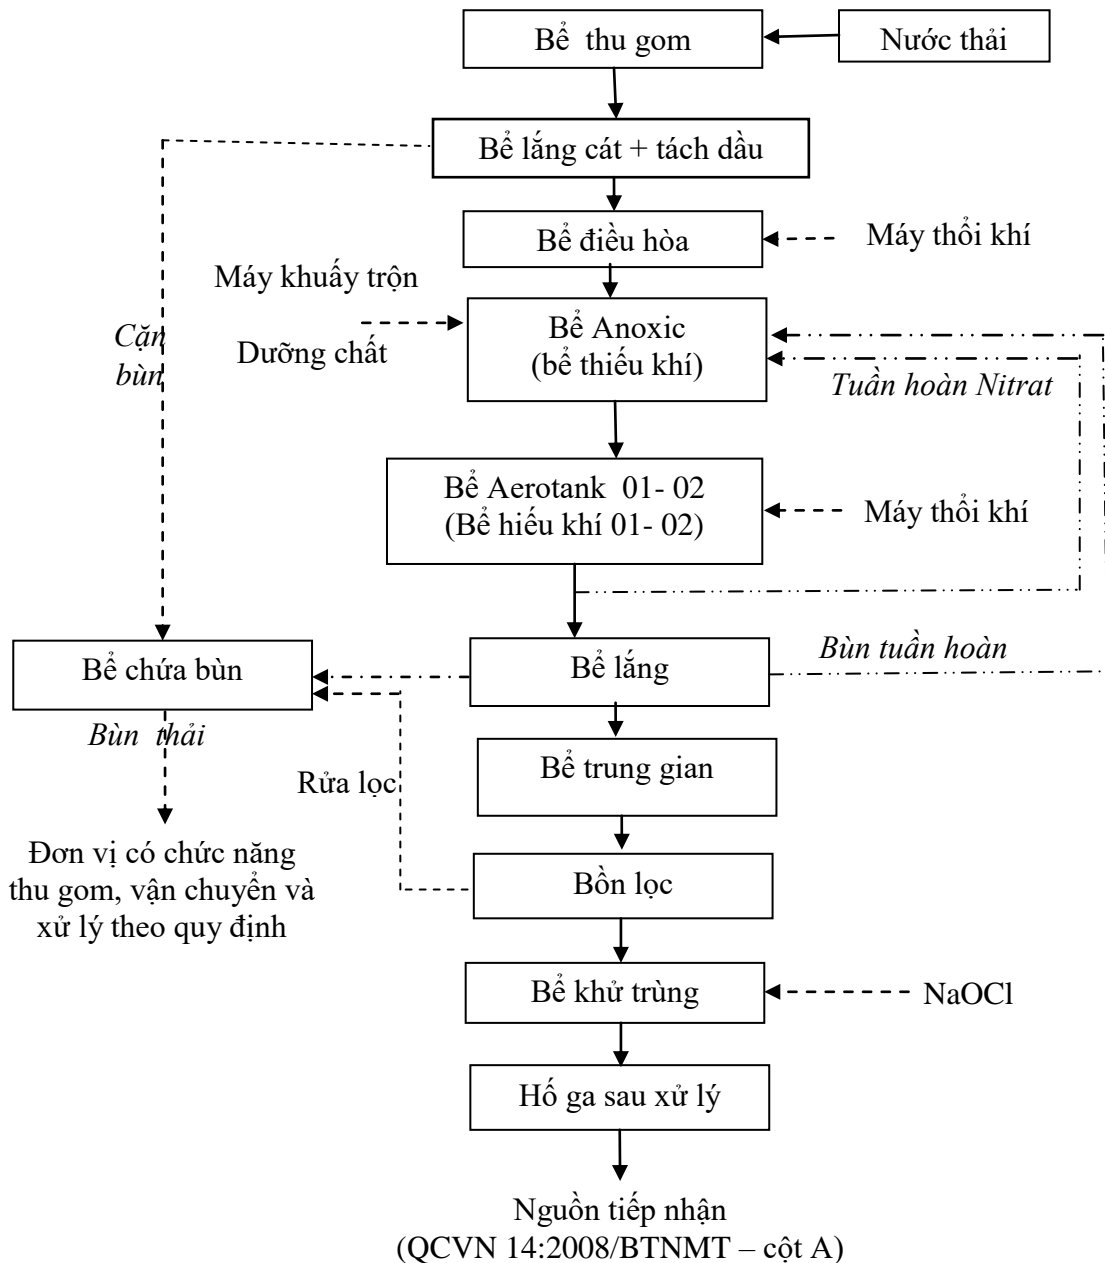 Bể thu gom
Nước thải
Bể lắng cát + tách dầu
Bể điều hòa
Máy thổi khí
Máy khuấy trộn
Dưỡng chất
Bể Anoxic
(bể thiếu khí)
Cặn
bùn
Tuần hoàn Nitrat
Bể Aerotank 01- 02
(Bể hiếu khí 01- 02)
Máy thổi khí
Bể chứa bùn
Bể lắng
Bùn tuần hoàn
Bùn thải
Bể trung gian
Rửa lọc
Đơn vị có chức năng
thu gom, vận chuyển và
xử lý theo quy định
Bồn lọc
Bể khử trùng
NaOCl
Hố ga sau xử lý
Nguồn tiếp nhận
(QCVN 14:2008/BTNMT – cột A)